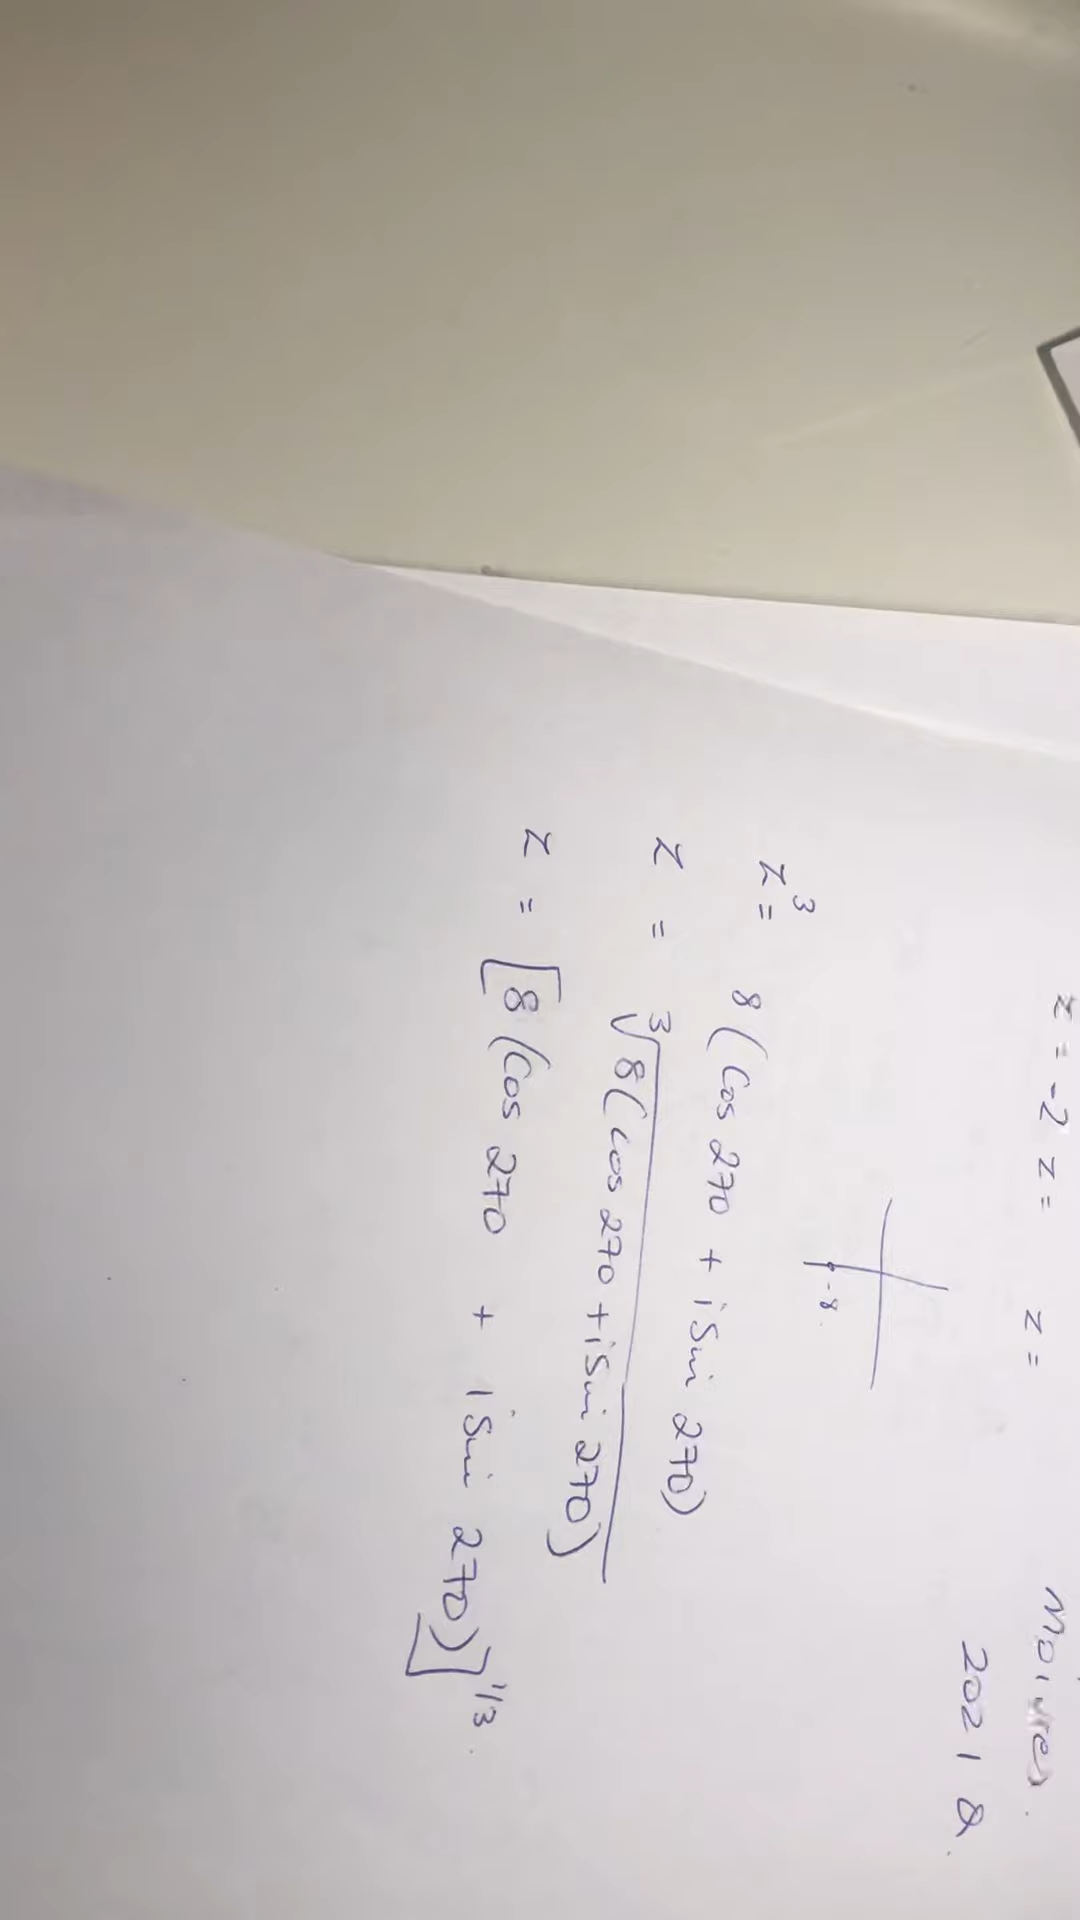 z = -2 z = z = Moivres.
2021 Q.
-8
z³ = 8 (Cos 270 + i Sin 270)
z = ∛8(Cos 270 + i Sin 270)
z = [8 (Cos 270 + i Sin 270)]^1/3